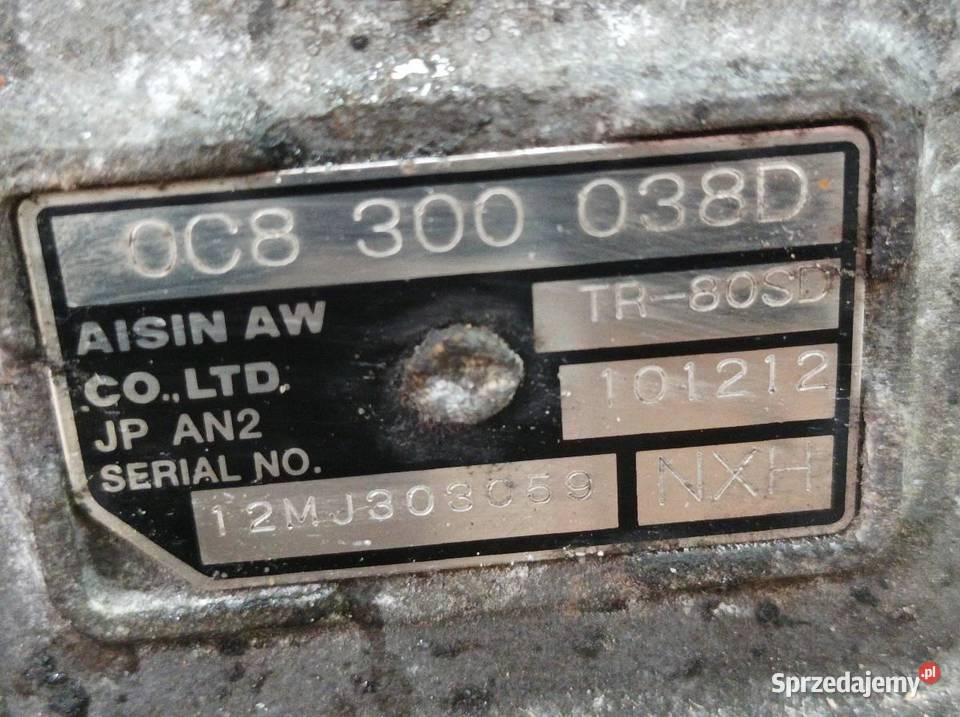 0C8 300 038D
AISIN AW
CO.,LTD.
JP AN2
SERIAL NO.
TR-80SD
101212
12MJ303C59
NXH
Sprzedajemy.pl